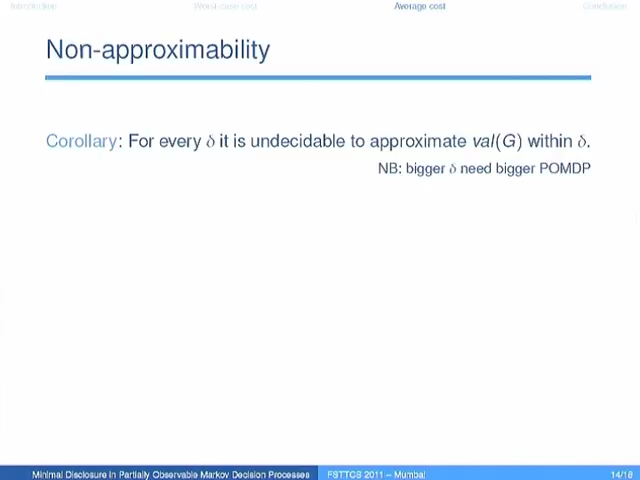 Introduction Worst-case cost Average cost Conclusion
Non-approximability
Corollary: For every δ it is undecidable to approximate val(G) within δ.
NB: bigger δ need bigger POMDP
Minimal Disclosure in Partially Observable Markov Decision Processes FSTTCS 2011 – Mumbai 14/18